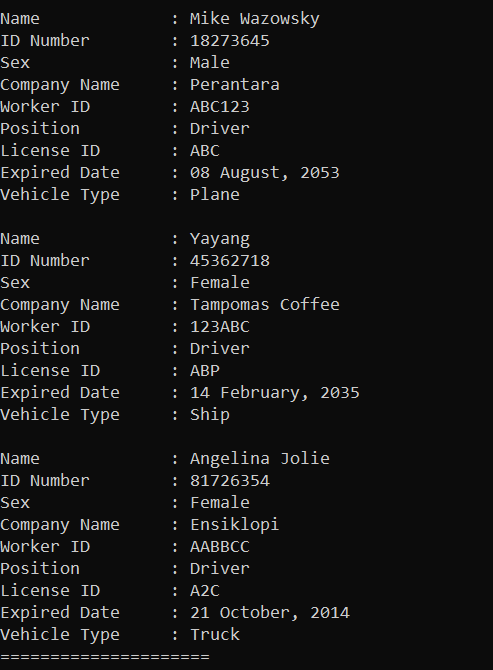 Name : Mike Wazowsky
ID Number : 18273645
Sex : Male
Company Name : Perantara
Worker ID : ABC123
Position : Driver
License ID : ABC
Expired Date : 08 August, 2053
Vehicle Type : Plane

Name : Yayang
ID Number : 45362718
Sex : Female
Company Name : Tampomas Coffee
Worker ID : 123ABC
Position : Driver
License ID : ABP
Expired Date : 14 February, 2035
Vehicle Type : Ship

Name : Angelina Jolie
ID Number : 81726354
Sex : Female
Company Name : Ensiklopi
Worker ID : AABBCC
Position : Driver
License ID : A2C
Expired Date : 21 October, 2014
Vehicle Type : Truck
=====================